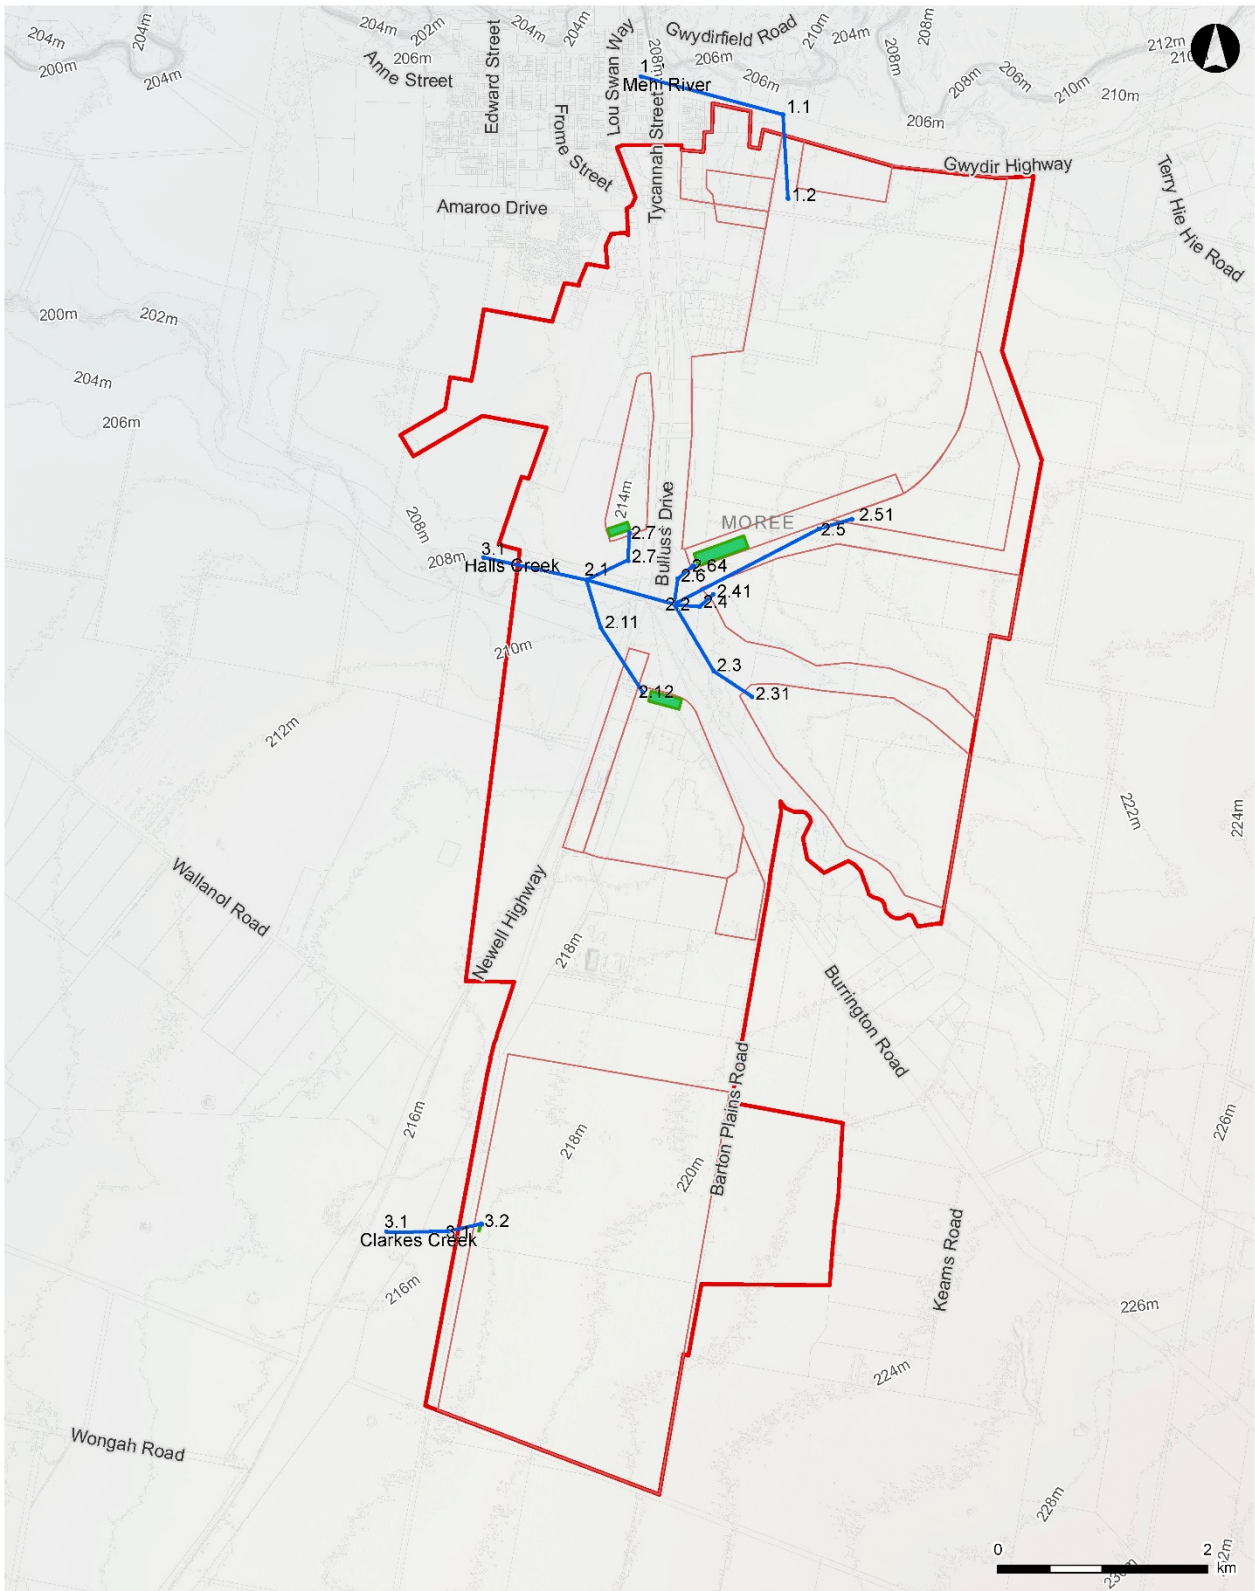 204m
204m
204m
202m
204m
204m
208m
Gwydirfield Road
210m
204m
208m
208m
212m
200m
204m
206m
Anne Street
Edward Street
Lou Swan Way
206m
206m
208m
206m
210m
210m
1
Mehi River
1.1
206m
Frome Street
Tycannah Street
Gwydir Highway
Terry Hie Hie Road
Amaroo Drive
1.2
200m
202m
204m
206m
208m
214m
Bulluss Drive
MOREE
2.51
2.5
2.7
2.7
208m
3.1
Halls Creek
2.1
2.64
2.6
2.41
2.4
2.2
2.11
210m
2.3
2.31
2.12
212m
222m
224m
Wallanol Road
Newell Highway
218m
Burrington Road
Barton Plains Road
216m
218m
220m
226m
3.1
3.1
3.2
Clarkes Creek
216m
Kearns Road
226m
224m
Wongah Road
228m
0
2
km